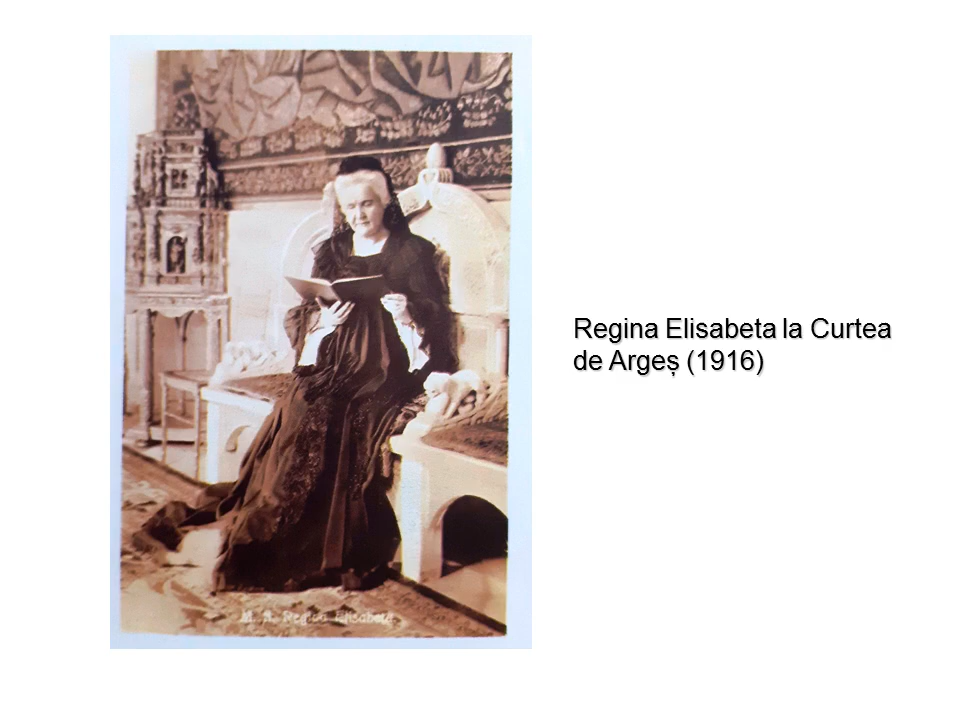 Regina Elisabeta la Curtea
de Argeș (1916)
M. S. Regina Elisabeta